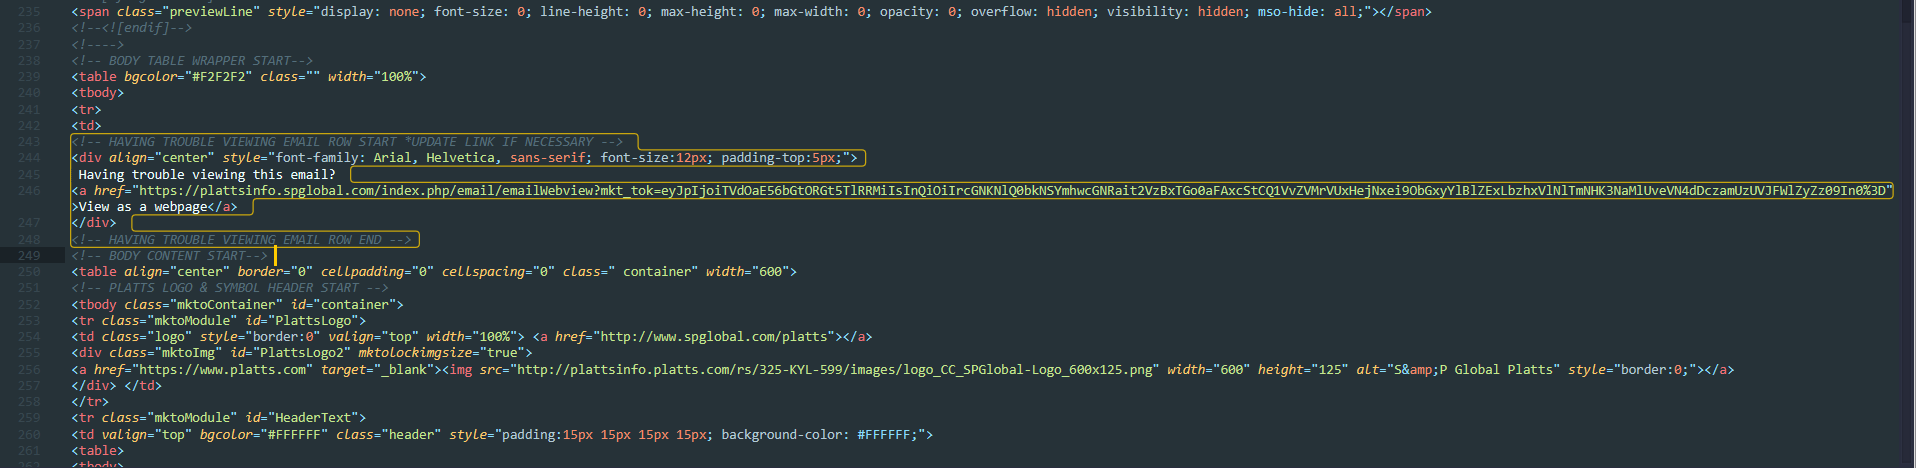 235 <span class="previewLine" style="display: none; font-size: 0; line-height: 0; max-height: 0; max-width: 0; opacity: 0; overflow: hidden; visibility: hidden; mso-hide: all;"></span>
236 <!--<![endif]-->
237 <!---->
238 <!-- BODY TABLE WRAPPER START-->
239 <table bgcolor="#F2F2F2" class="" width="100%">
240 <tbody>
241 <tr>
242 <td>
243 <!-- HAVING TROUBLE VIEWING EMAIL ROW START *UPDATE LINK IF NECESSARY -->
244 <div align="center" style="font-family: Arial, Helvetica, sans-serif; font-size:12px; padding-top:5px;">
245 Having trouble viewing this email?
246 <a href="https://plattsinfo.spglobal.com/index.php/email/emailWebview?mkt_tok=eyJpIjoiTVdOaE56bGtORGt5TlRRMiIsInQiOiIrcGNKNlQ0bkNSYmhwcGNRait2VzBxTGo0aFAxcStCQ1VvZVMrVUxHejNxei9ObGxyYlBlZExLbzhxVlNlTmNHK3NaMlUveVN4dDczamUzUVJFWlZyZz09In0%3D"
>View as a webpage</a>
247 </div>
248 <!-- HAVING TROUBLE VIEWING EMAIL ROW END -->
249 <!-- BODY CONTENT START-->
250 <table align="center" border="0" cellpadding="0" cellspacing="0" class=" container" width="600">
251 <!-- PLATTS LOGO & SYMBOL HEADER START -->
252 <tbody class="mktoContainer" id="container">
253 <tr class="mktoModule" id="PlattsLogo">
254 <td class="logo" style="border:0" valign="top" width="100%"> <a href="http://www.spglobal.com/platts"></a>
255 <div class="mktoImg" id="PlattsLogo2" mktolockimgsize="true">
256 <a href="https://www.platts.com" target="_blank"><img src="http://plattsinfo.platts.com/rs/325-KYL-599/images/logo_CC_SPGlobal-Logo_600x125.png" width="600" height="125" alt="S&amp;P Global Platts" style="border:0;"></a>
257 </div> </td>
258 </tr>
259 <tr class="mktoModule" id="HeaderText">
260 <td valign="top" bgcolor="#FFFFFF" class="header" style="padding:15px 15px 15px 15px; background-color: #FFFFFF;">
261 <table>
262 <tbody>